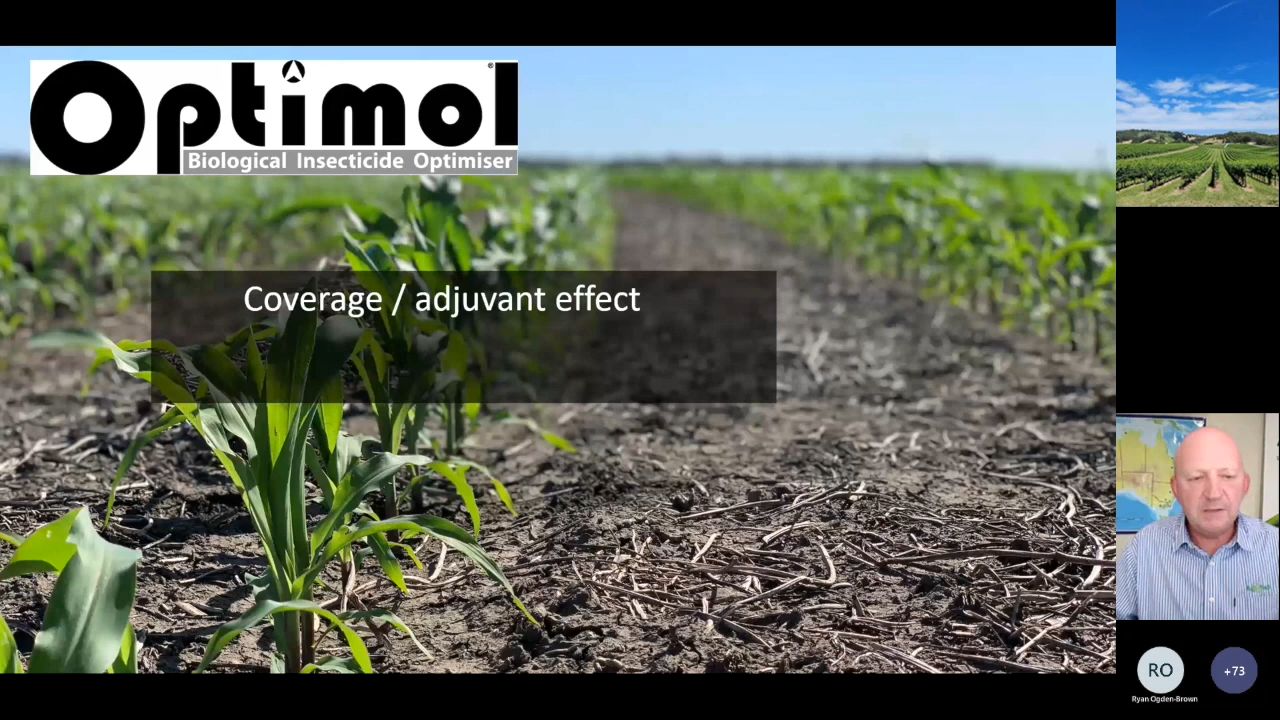 Optimol®
Biological Insecticide Optimiser
Coverage / adjuvant effect
RO
+73
Ryan Ogden-Brown